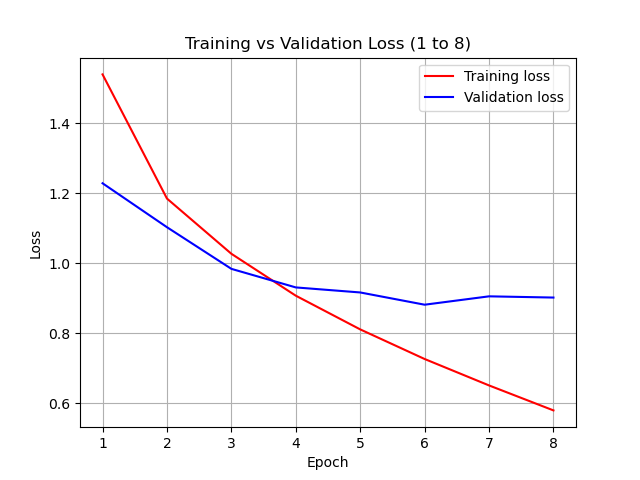 Training vs Validation Loss (1 to 8)
Training loss
Validation loss
1.4
1.2
1.0
0.8
0.6
Loss
1 2 3 4 5 6 7 8
Epoch